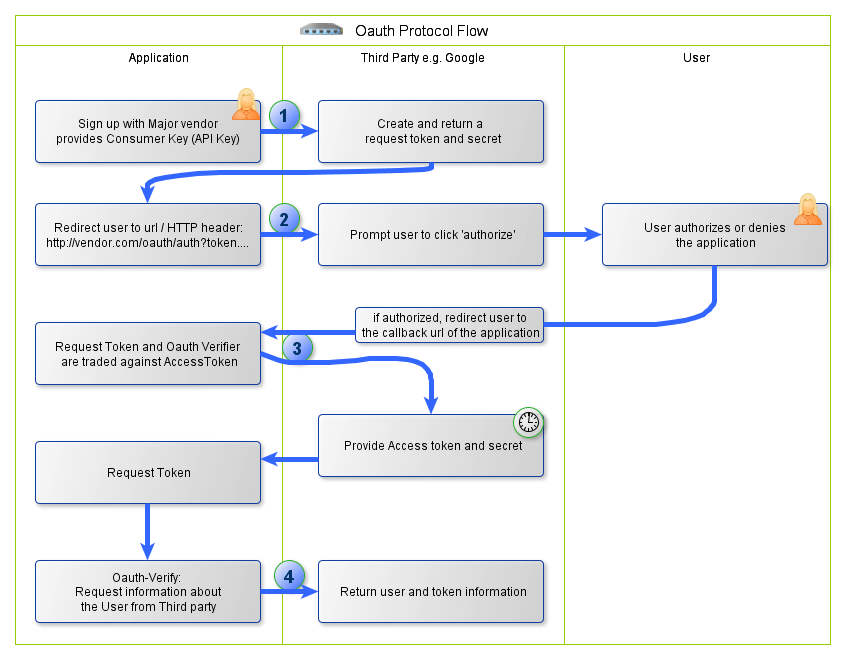 Oauth Protocol Flow
Application
Third Party e.g. Google
User
Sign up with Major vendor
provides Consumer Key (API Key)
1
Create and return a
request token and secret
Redirect user to url / HTTP header:
http://vendor.com/oauth/auth?token....
2
Prompt user to click 'authorize'
User authorizes or denies
the application
if authorized, redirect user to
the callback url of the application
Request Token and Oauth Verifier
are traded against AccessToken
3
Provide Access token and secret
Request Token
Oauth-Verify:
Request information about
the User from Third party
4
Return user and token information